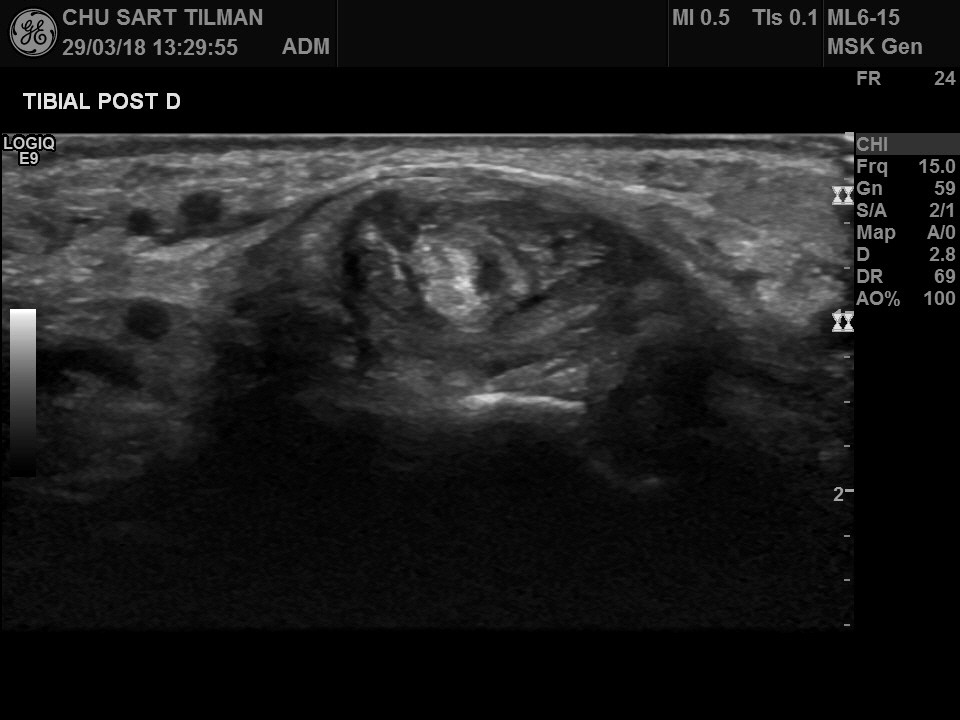 CHU SART TILMAN
29/03/18 13:29:55 ADM
MI 0.5 TIs 0.1
ML6-15
MSK Gen
FR 24
TIBIAL POST D
LOGIQ
E9
CHI
Frq 15.0
Gn 59
S/A 2/1
Map A/0
D 2.8
DR 69
AO% 100
2